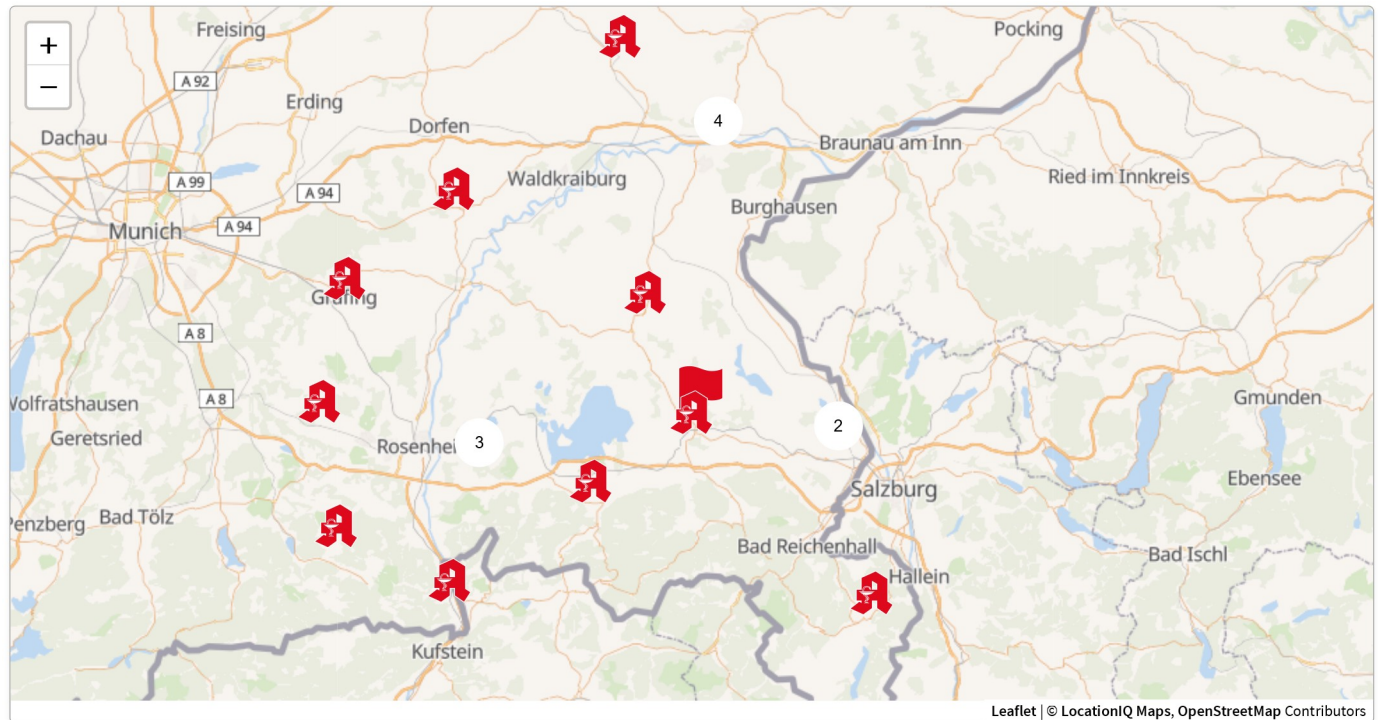 +
−
Freising
Pocking
A 92
Erding
4
Dorfen
Dachau
Braunau am Inn
A 99
Waldkraiburg
Ried im Innkreis
A 94
Burghausen
A 94
Munich
Grafing
A 8
A 8
Wolfratshausen
Gmunden
2
Geretsried
Rosenhei
3
Ebensee
Salzburg
Penzberg
Bad Tölz
Bad Reichenhall
Bad Ischl
Hallein
Kufstein
Leaflet | © LocationIQ Maps, OpenStreetMap Contributors